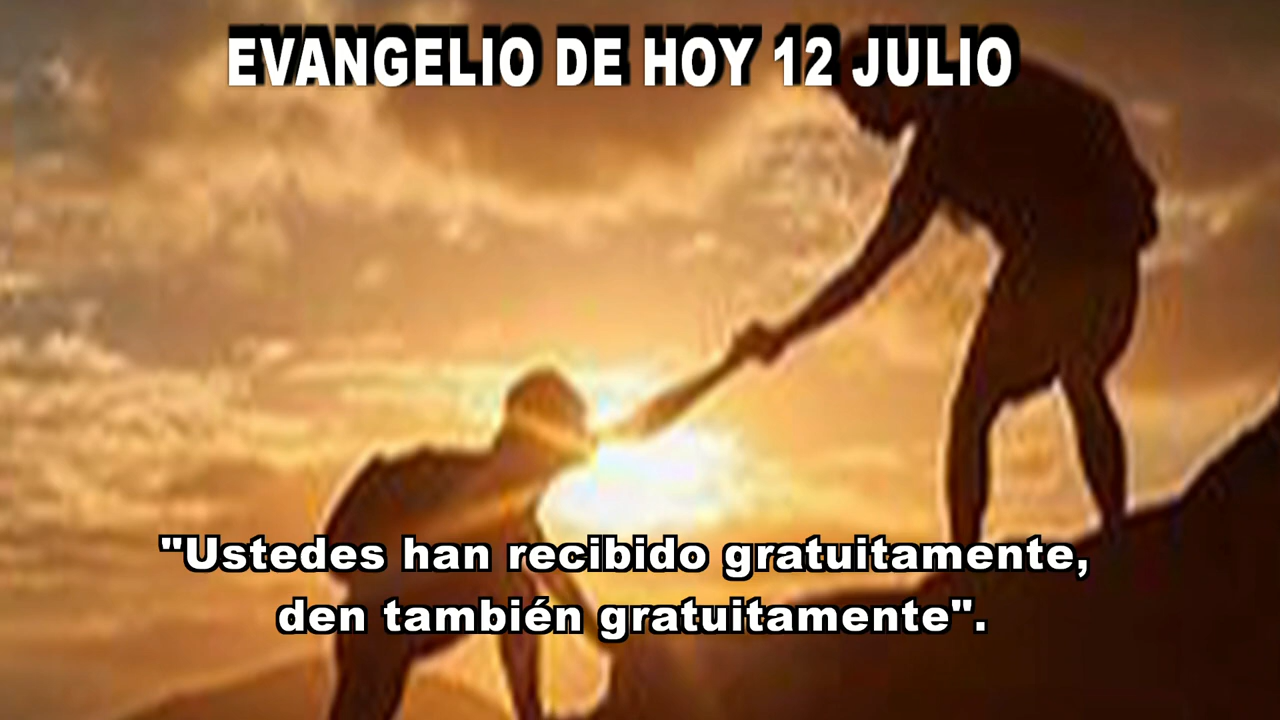 EVANGELIO DE HOY 12 JULIO
"Ustedes han recibido gratuitamente,
den también gratuitamente".